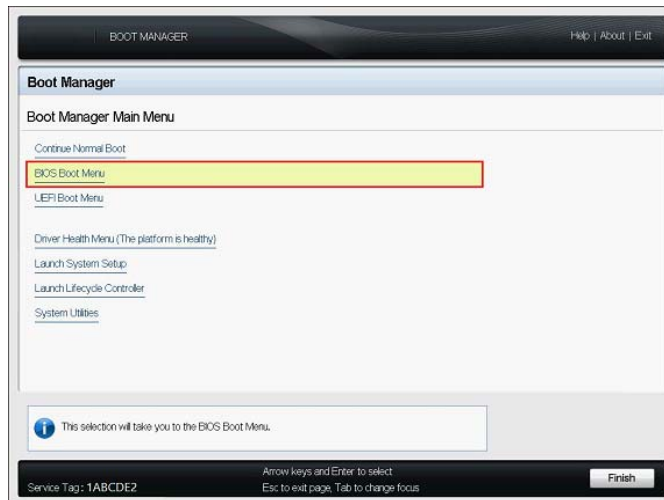 BOOT MANAGER
Help | About | Exit
Boot Manager
Boot Manager Main Menu
Continue Normal Boot
BIOS Boot Menu
UEFI Boot Menu
Driver Health Menu (The platform is healthy)
Launch System Setup
Launch Lifecycle Controller
System Utilities
This selection will take you to the BIOS Boot Menu.
Service Tag: 1ABCDE2
Arrow keys and Enter to select
Esc to exit page, Tab to change focus
Finish